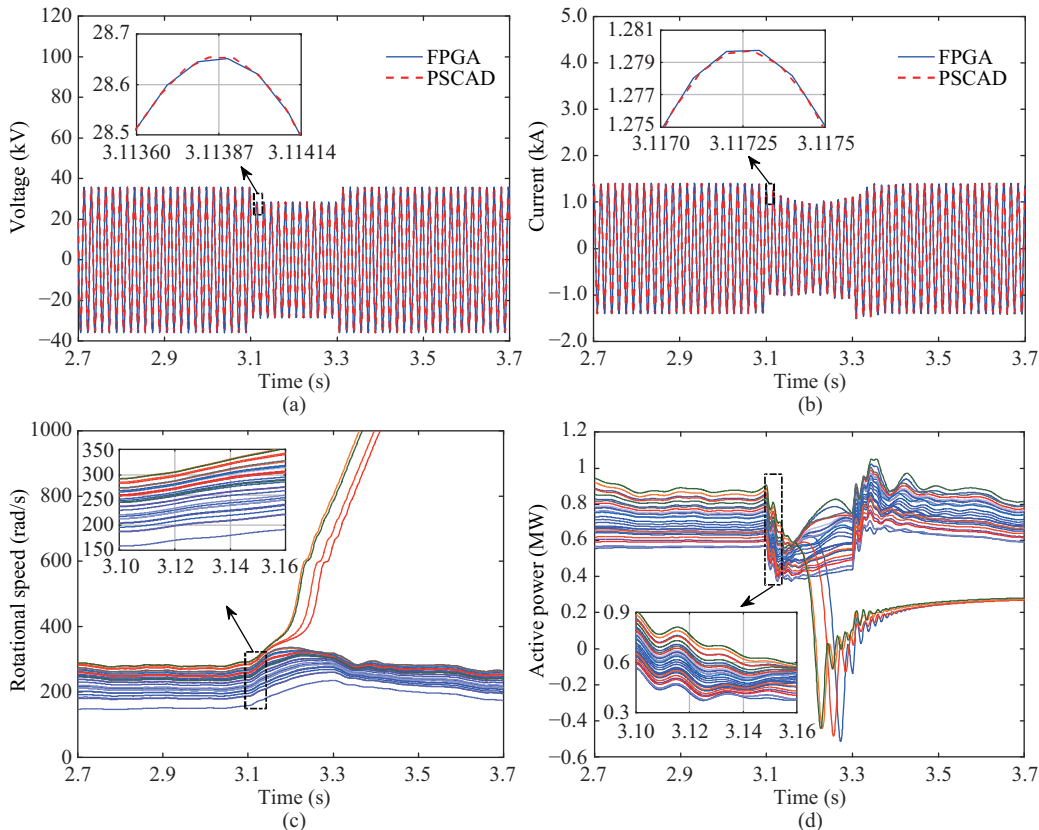 120
100
80
60
40
20
0
−20
−40
Voltage (kV)
28.7
28.6
28.5
3.11360 3.11387 3.11414
FPGA
PSCAD
2.7 2.9 3.1 3.3 3.5 3.7
Time (s)
(a)
5.0
4.0
3.0
2.0
1.0
0
−1.0
−2.0
Current (kA)
1.281
1.279
1.277
1.275
3.1170 3.11725 3.1175
FPGA
PSCAD
2.7 2.9 3.1 3.3 3.5 3.7
Time (s)
(b)
1000
800
600
400
200
0
Rotational speed (rad/s)
350
300
250
200
150
3.10 3.12 3.14 3.16
2.7 2.9 3.1 3.3 3.5 3.7
Time (s)
(c)
1.2
1.0
0.8
0.6
0.4
0.2
0
−0.2
−0.4
−0.6
Active power (MW)
0.9
0.6
0.3
3.10 3.12 3.14 3.16
2.7 2.9 3.1 3.3 3.5 3.7
Time (s)
(d)